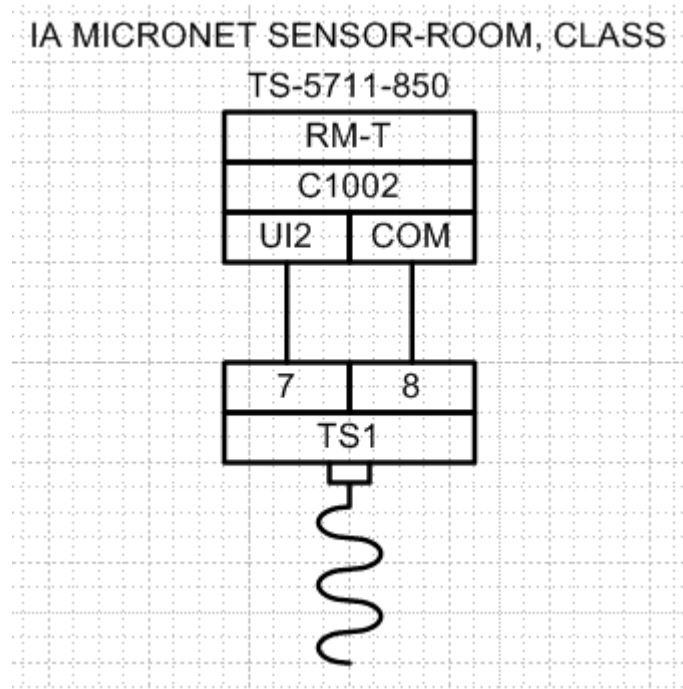 IA MICRONET SENSOR-ROOM, CLASS
TS-5711-850
RM-T
C1002
UI2 COM
7 8
TS1